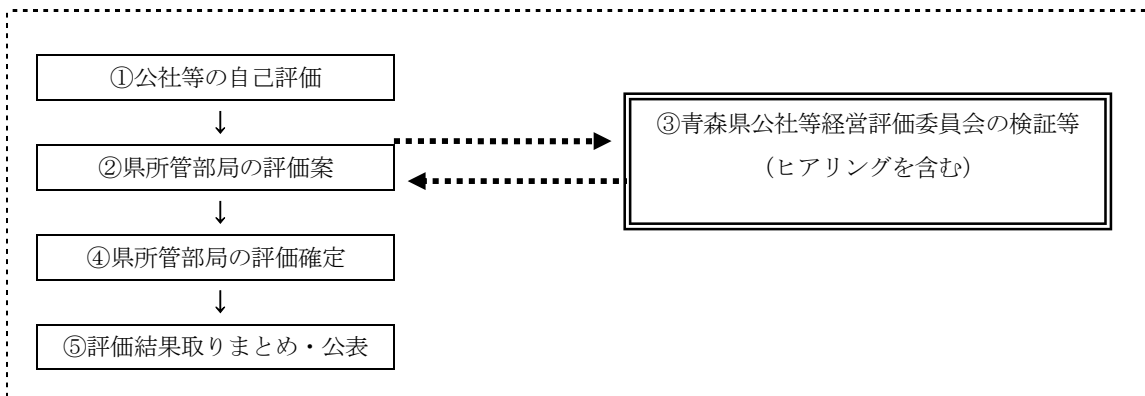 ①公社等の自己評価
↓
②県所管部局の評価案
↓
③青森県公社等経営評価委員会の検証等
（ヒアリングを含む）
④県所管部局の評価確定
↓
⑤評価結果取りまとめ・公表